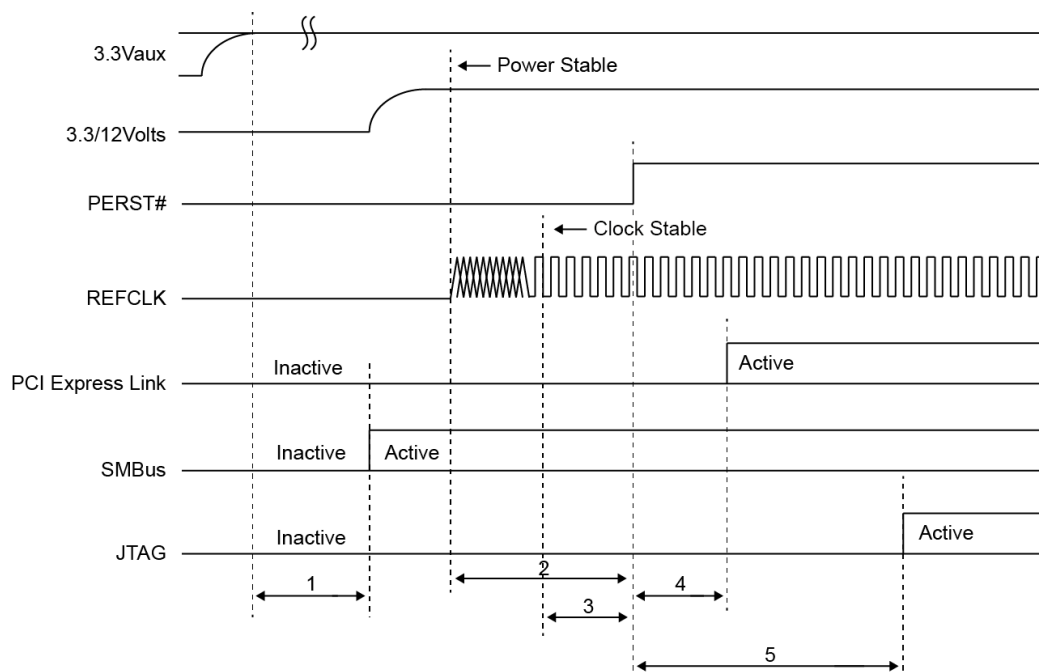 3.3Vaux
Power Stable
3.3/12Volts
PERST#
Clock Stable
REFCLK
Inactive
Active
PCI Express Link
Inactive
Active
SMBus
Inactive
Active
JTAG
1
2
3
4
5